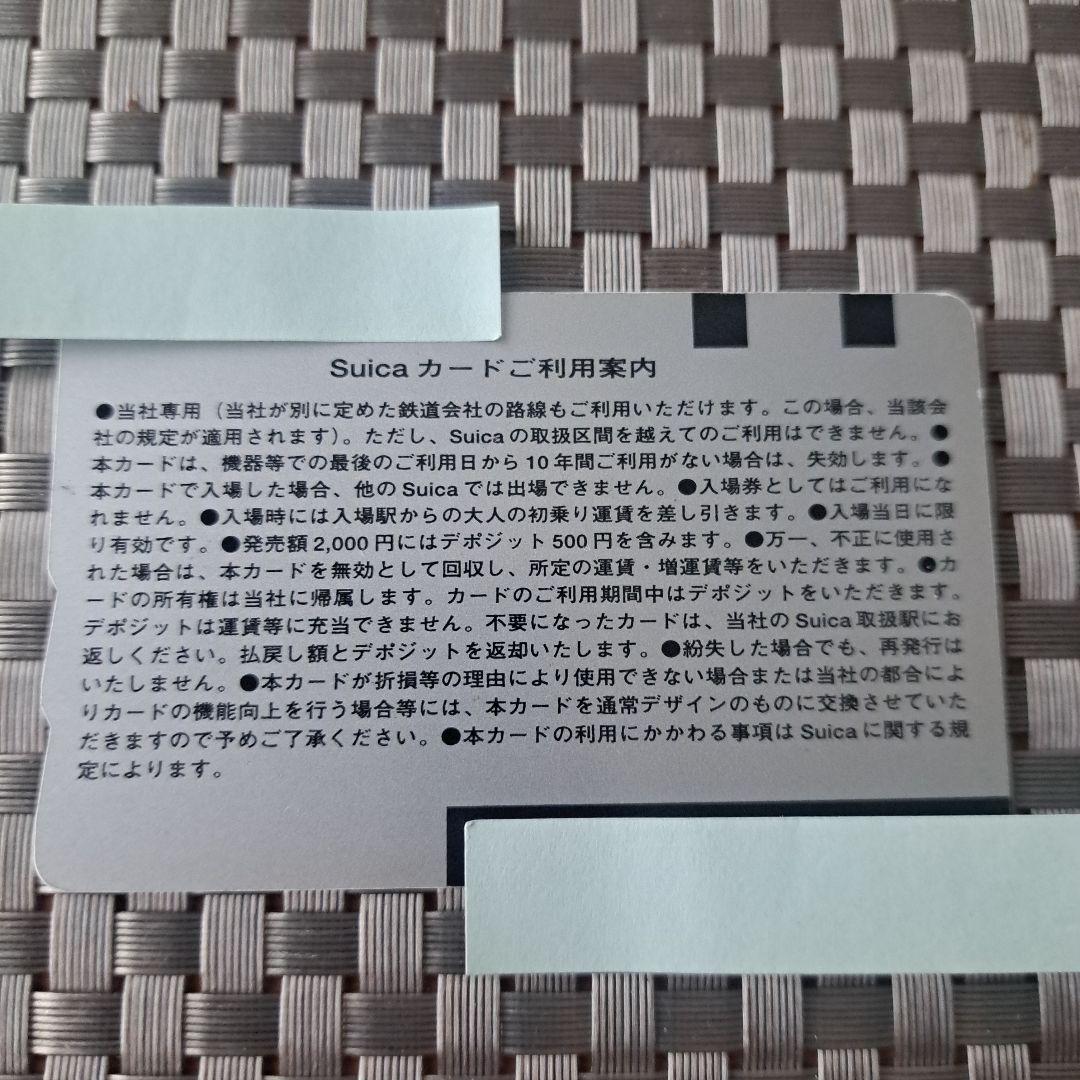 Suica カードご利用案内
●当社専用（当社が別に定めた鉄道会社の路線もご利用いただけます。この場合、当該会
社の規定が適用されます）。ただし、Suicaの取扱区間を越えてのご利用はできません。●
本カードは、機器等での最後のご利用日から10年間ご利用がない場合は、失効します。●
本カードで入場した場合、他のSuicaでは出場できません。●入場券としてはご利用にな
れません。●入場時には入場駅からの大人の初乗り運賃を差し引きます。●入場当日に限
り有効です。●発売額2,000円にはデポジット500円を含みます。●万一、不正に使用さ
れた場合は、本カードを無効として回収し、所定の運賃・増運賃等をいただきます。●カ
ードの所有権は当社に帰属します。カードのご利用期間中はデポジットをいただきます。
デポジットは運賃等に充当できません。不要になったカードは、当社のSuica取扱駅にお
返しください。払戻し額とデポジットを返却いたします。●紛失した場合でも、再発行は
いたしません。●本カードが折損等の理由により使用できない場合または当社の都合によ
りカードの機能向上を行う場合等には、本カードを通常デザインのものに交換させていた
だきますので予めご了承ください。●本カードの利用にかかわる事項はSuicaに関する規
定によります。